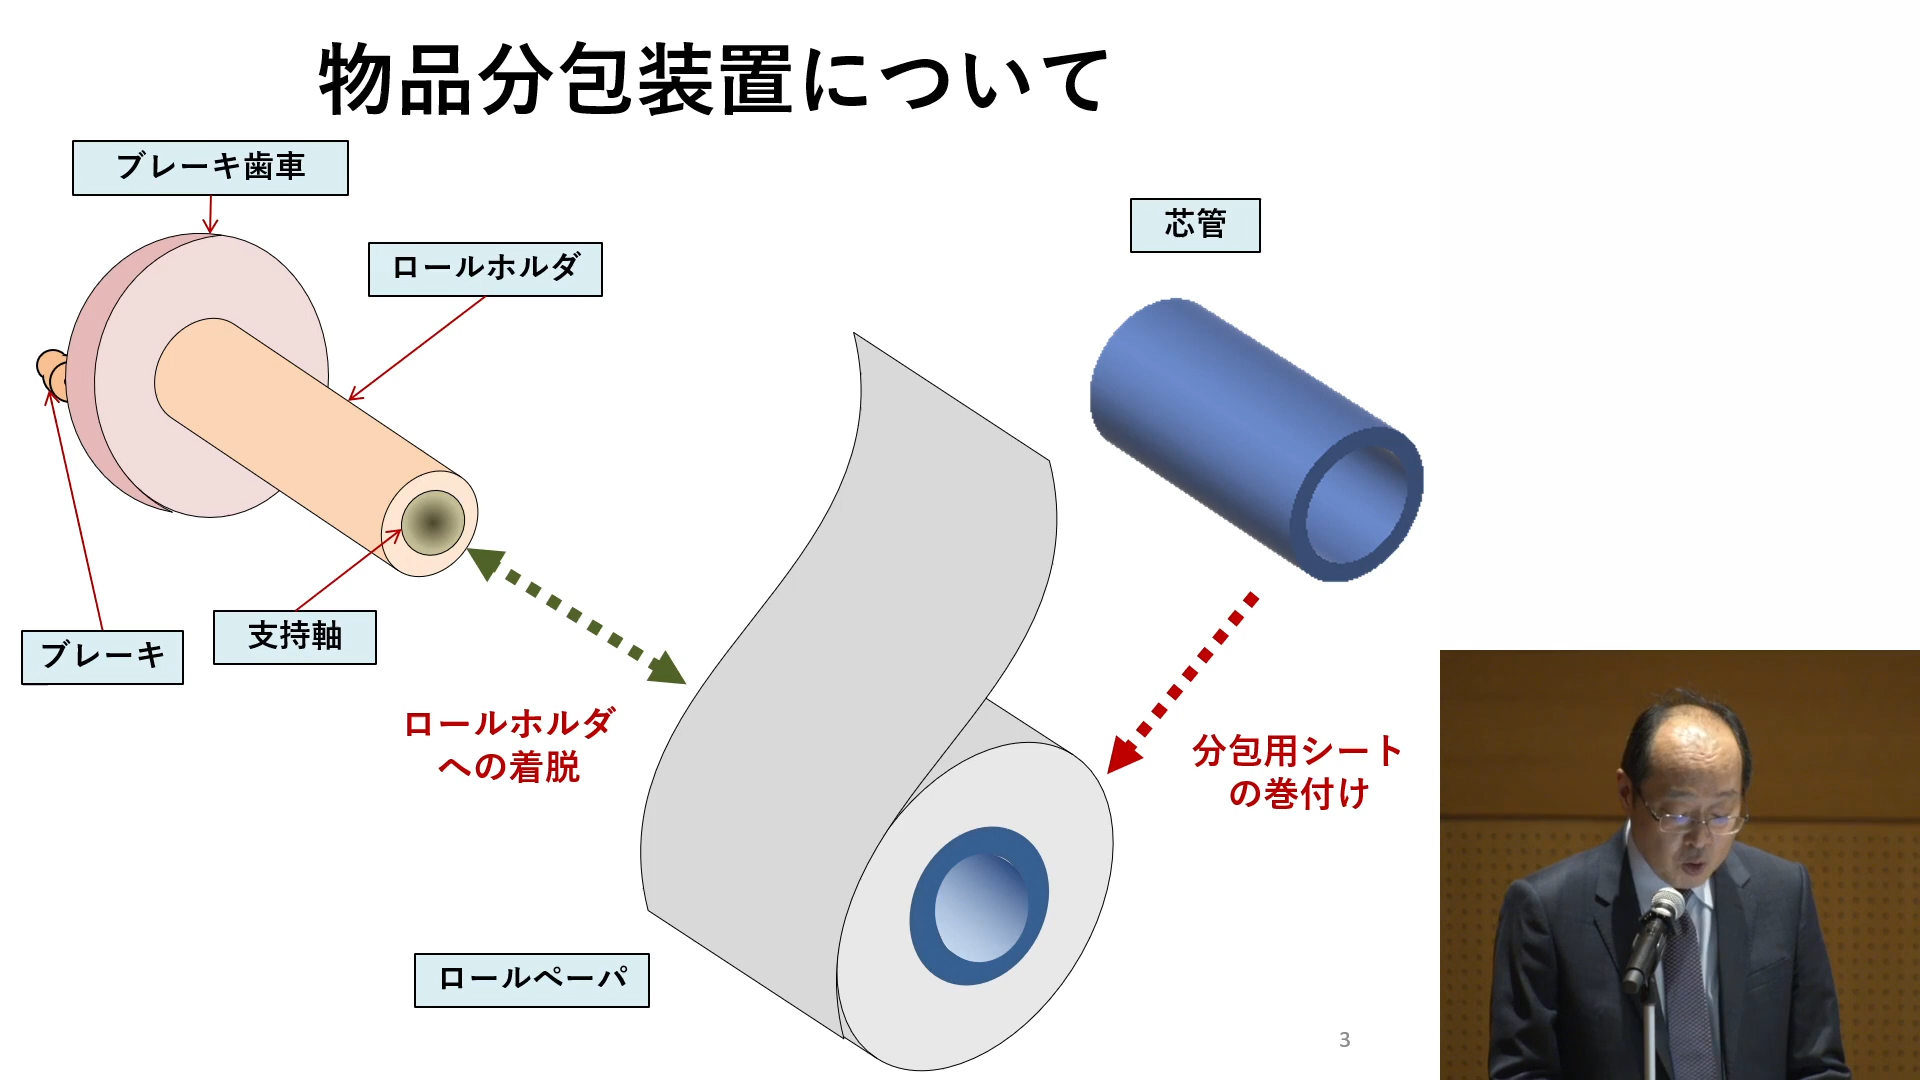 物品分包装置について
ブレーキ歯車
ロールホルダ
芯管
ブレーキ
支持軸
ロールホルダ
への着脱
分包用シート
の巻付け
ロールペーパ
3